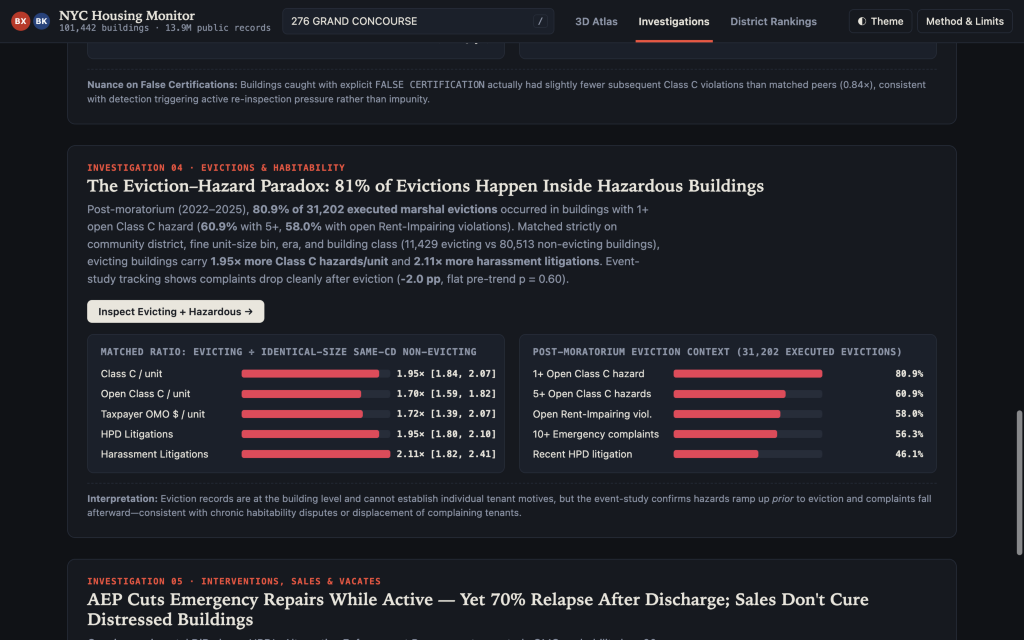 BX BK NYC Housing Monitor
101,442 buildings · 13.9M public records
276 GRAND CONCOURSE /
3D Atlas Investigations District Rankings
Theme Method & Limits
Nuance on False Certifications: Buildings caught with explicit FALSE CERTIFICATION actually had slightly fewer subsequent Class C violations than matched peers (0.84×), consistent
with detection triggering active re-inspection pressure rather than impunity.
INVESTIGATION 04 · EVICTIONS & HABITABILITY
The Eviction–Hazard Paradox: 81% of Evictions Happen Inside Hazardous Buildings
Post-moratorium (2022–2025), 80.9% of 31,202 executed marshal evictions occurred in buildings with 1+
open Class C hazard (60.9% with 5+, 58.0% with open Rent-Impairing violations). Matched strictly on
community district, fine unit-size bin, era, and building class (11,429 evicting vs 80,513 non-evicting buildings),
evicting buildings carry 1.95× more Class C hazards/unit and 2.11× more harassment litigations. Event-
study tracking shows complaints drop cleanly after eviction (-2.0 pp, flat pre-trend p = 0.60).
Inspect Evicting + Hazardous →
MATCHED RATIO: EVICTING ÷ IDENTICAL-SIZE SAME-CD NON-EVICTING
Class C / unit 1.95× [1.84, 2.07]
Open Class C / unit 1.70× [1.59, 1.82]
Taxpayer OMO $ / unit 1.72× [1.39, 2.07]
HPD Litigations 1.95× [1.80, 2.10]
Harassment Litigations 2.11× [1.82, 2.41]
POST-MORATORIUM EVICTION CONTEXT (31,202 EXECUTED EVICTIONS)
1+ Open Class C hazard 80.9%
5+ Open Class C hazards 60.9%
Open Rent-Impairing viol. 58.0%
10+ Emergency complaints 56.3%
Recent HPD litigation 46.1%
Interpretation: Eviction records are at the building level and cannot establish individual tenant motives, but the event-study confirms hazards ramp up prior to eviction and complaints fall
afterward—consistent with chronic habitability disputes or displacement of complaining tenants.
INVESTIGATION 05 · INTERVENTIONS, SALES & VACATES
AEP Cuts Emergency Repairs While Active — Yet 70% Relapse After Discharge; Sales Don't Cure
Distressed Buildings